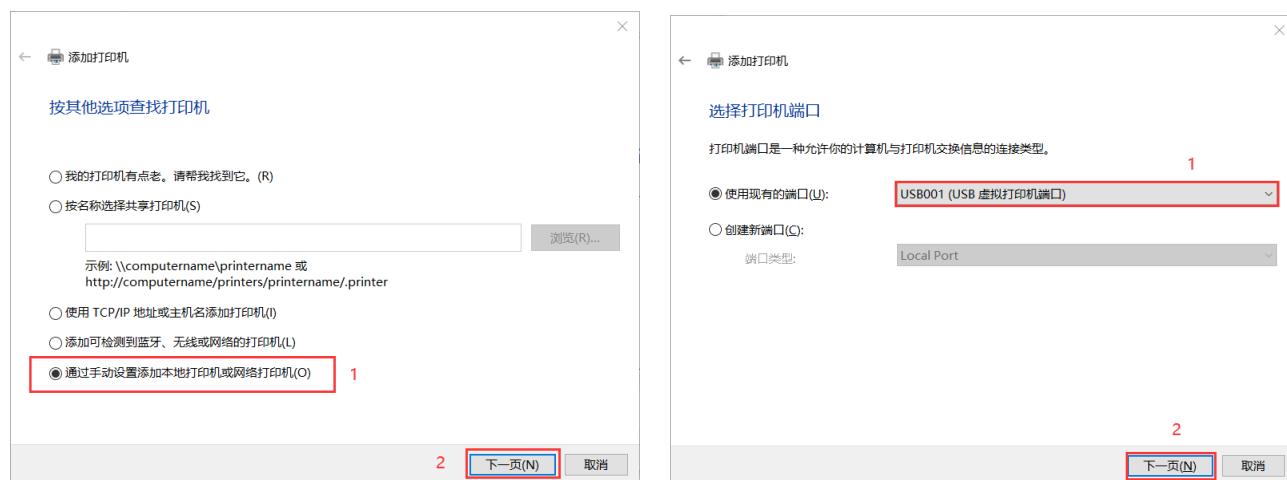 添加打印机
按其他选项查找打印机
我的打印机有点老。请帮我找到它。(R)
按名称选择共享打印机(S)
浏览(R)...
示例: \\computername\printername 或
http://computername/printers/printername/.printer
使用 TCP/IP 地址或主机名添加打印机(I)
添加可检测到蓝牙、无线或网络的打印机(L)
通过手动设置添加本地打印机或网络打印机(O)
1
2
下一页(N)
取消
添加打印机
选择打印机端口
打印机端口是一种允许你的计算机与打印机交换信息的连接类型。
1
使用现有的端口(U):
USB001 (USB 虚拟打印机端口)
创建新端口(C):
端口类型:
Local Port
2
下一页(N)
取消